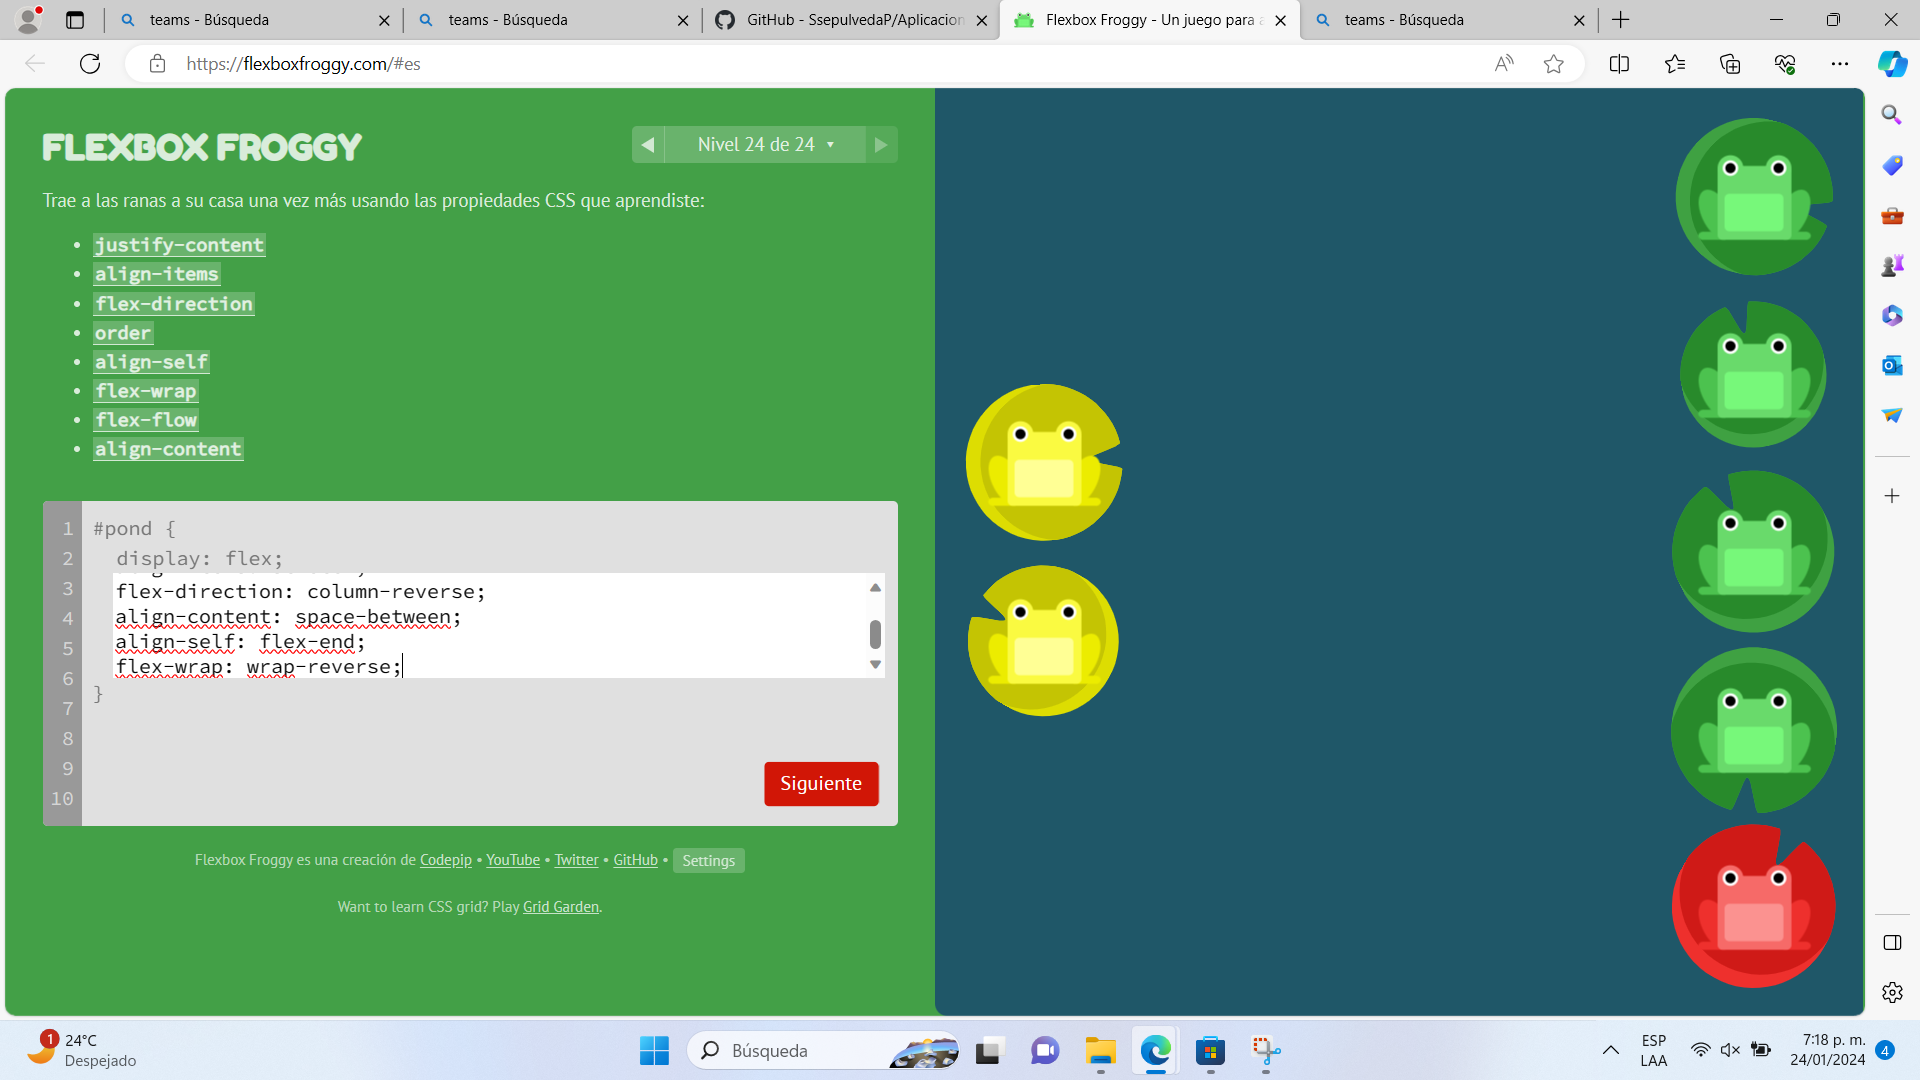 teams - Búsqueda
teams - Búsqueda
GitHub - SsepulvedaP/Aplicacion
Flexbox Froggy - Un juego para a
teams - Búsqueda
https://flexboxfroggy.com/#es
FLEXBOX FROGGY
Nivel 24 de 24
Trae a las ranas a su casa una vez más usando las propiedades CSS que aprendiste:
justify-content
align-items
flex-direction
order
align-self
flex-wrap
flex-flow
align-content
1 #pond {
2 display: flex;
3 flex-direction: column-reverse;
4 align-content: space-between;
5 align-self: flex-end;
6 flex-wrap: wrap-reverse;
7 }
8
9
10
Siguiente
Flexbox Froggy es una creación de Codepip • YouTube • Twitter • GitHub • Settings
Want to learn CSS grid? Play Grid Garden.
1
24°C
Despejado
Búsqueda
ESP
LAA
7:18 p. m.
24/01/2024
4